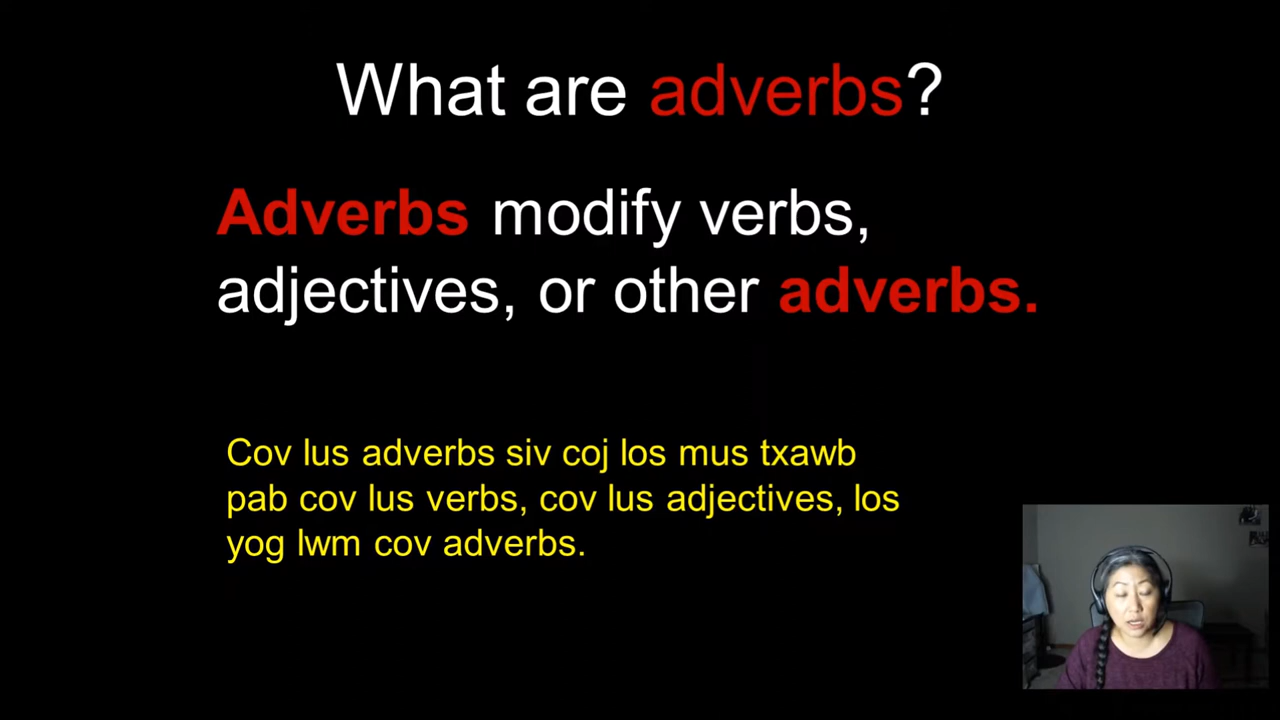 What are adverbs?
Adverbs modify verbs,
adjectives, or other adverbs.
Cov lus adverbs siv coj los mus txawb
pab cov lus verbs, cov lus adjectives, los
yog lwm cov adverbs.